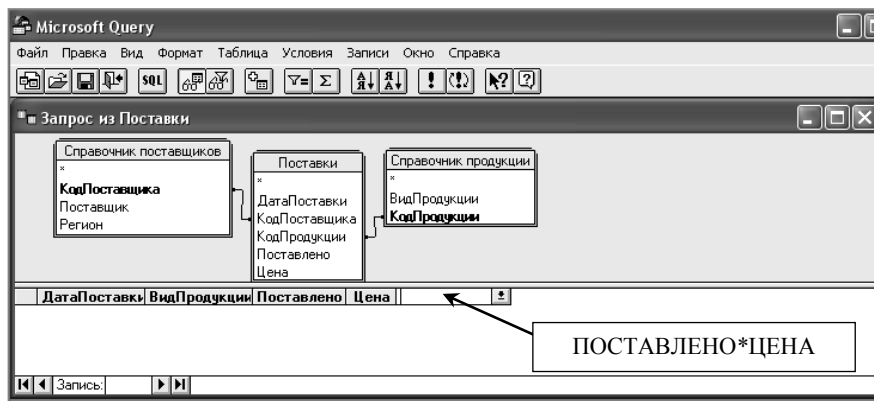 Microsoft Query
Файл Правка Вид Формат Таблица Условия Записи Окно Справка
SQL
Запрос из Поставки
Справочник поставщиков
*
КодПоставщика
Поставщик
Регион
Поставки
*
ДатаПоставки
КодПоставщика
КодПродукции
Поставлено
Цена
Справочник продукции
*
ВидПродукции
КодПродукции
ДатаПоставки ВидПродукции Поставлено Цена
ПОСТАВЛЕНО*ЦЕНА
Запись: